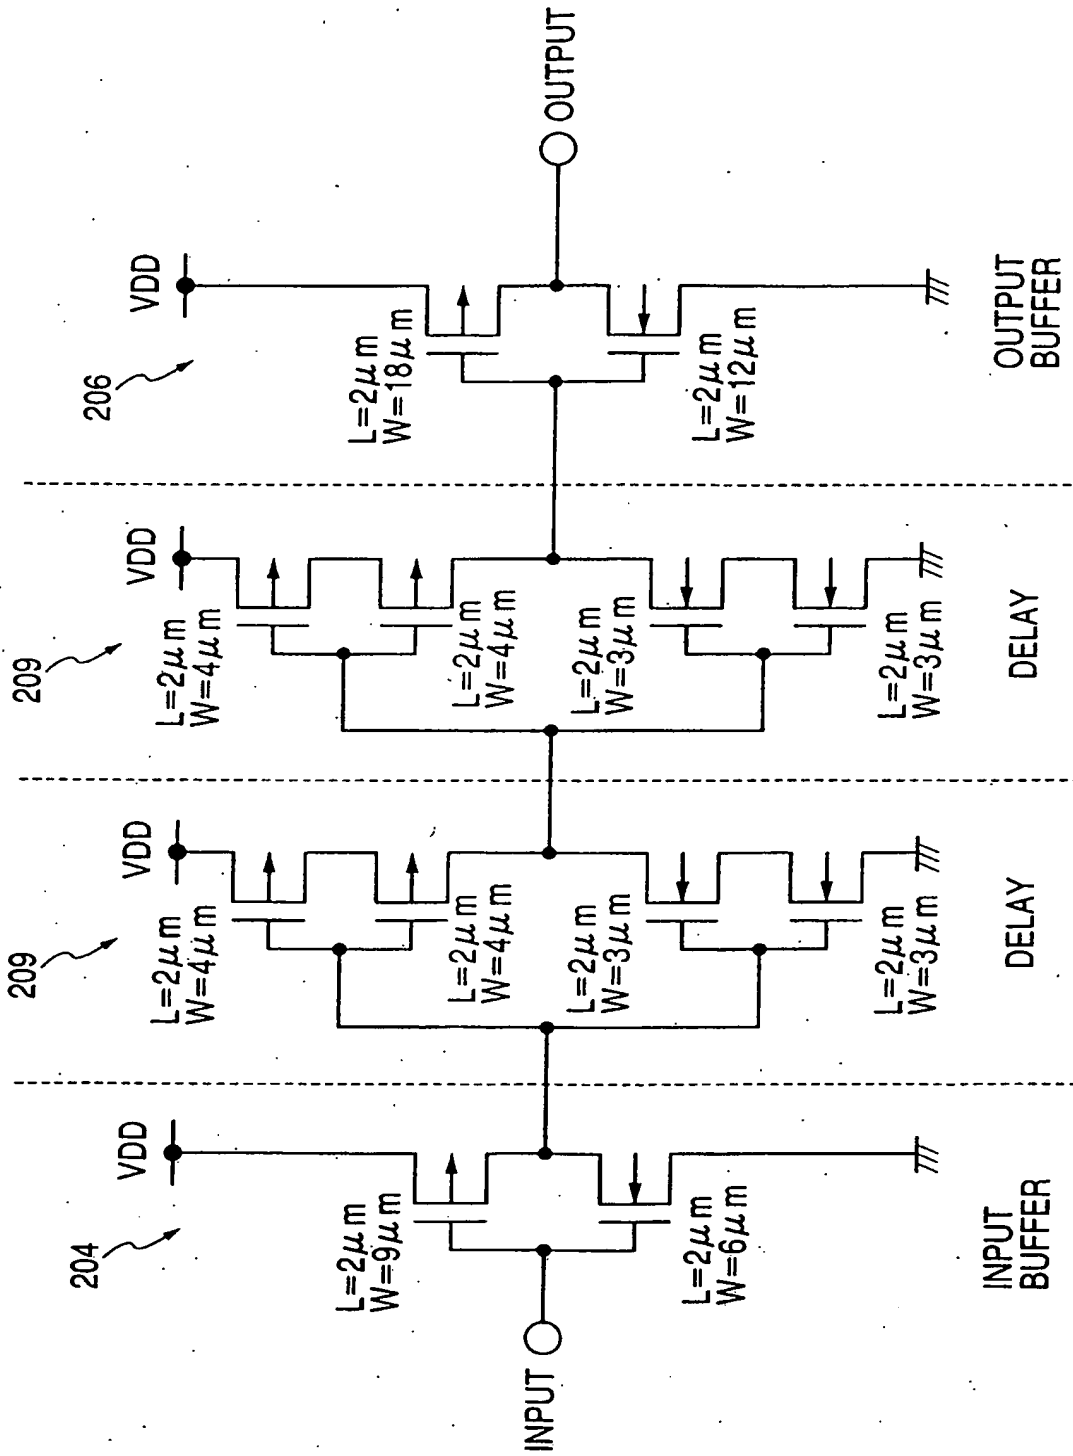 204
VDD
INPUT
L=2μm
W=9μm
L=2μm
W=6μm
INPUT
BUFFER
209
VDD
L=2μm
W=4μm
L=2μm
W=4μm
L=2μm
W=3μm
L=2μm
W=3μm
DELAY
209
VDD
L=2μm
W=4μm
L=2μm
W=4μm
L=2μm
W=3μm
L=2μm
W=3μm
DELAY
206
VDD
L=2μm
W=18μm
L=2μm
W=12μm
OUTPUT
OUTPUT
BUFFER